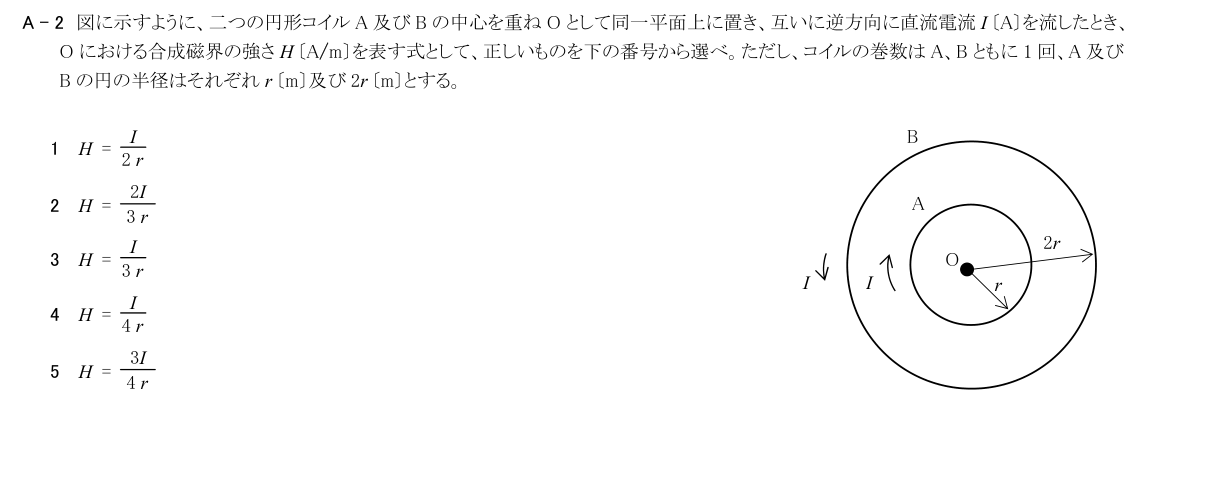 A－2 図に示すように、二つの円形コイル A 及び B の中心を重ね O として同一平面上に置き、互いに逆方向に直流電流 I〔A〕を流したとき、
O における合成磁界の強さ H〔A/m〕を表す式として、正しいものを下の番号から選べ。ただし、コイルの巻数は A、B ともに 1 回、A 及び
B の円の半径はそれぞれ r〔m〕及び 2r〔m〕とする。
1 H = I/2r
2 H = 2I/3r
3 H = I/3r
4 H = I/4r
5 H = 3I/4r
B
A
2r
O
I
I
r